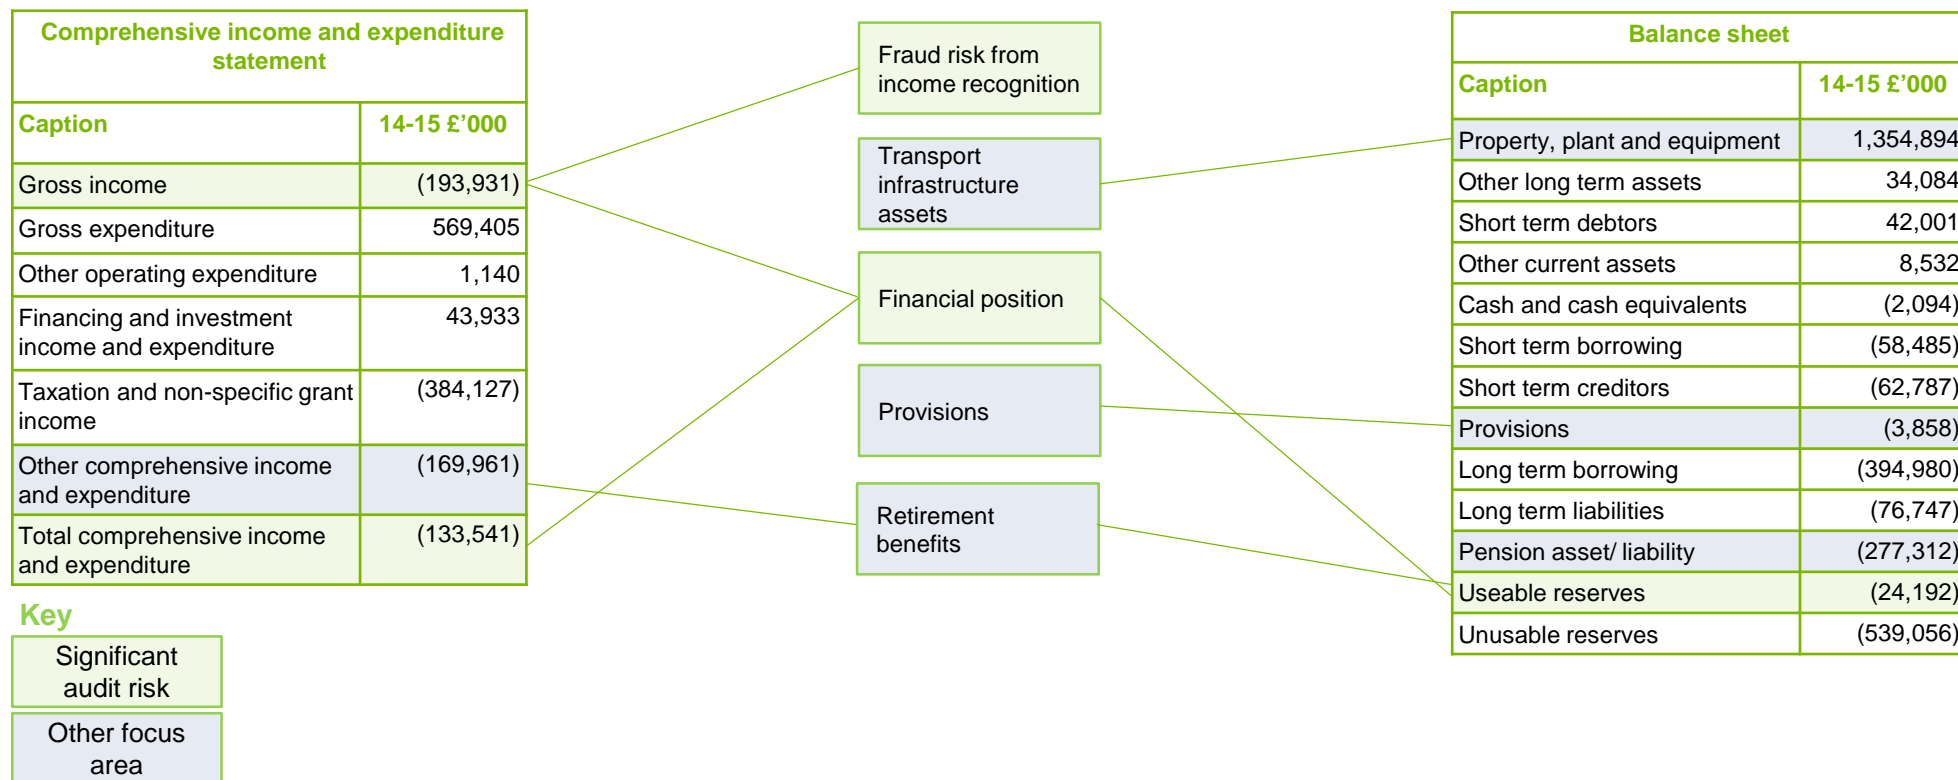 Comprehensive income and expenditure
statement
Caption 14-15 £’000
Gross income (193,931)
Gross expenditure 569,405
Other operating expenditure 1,140
Financing and investment 43,933
income and expenditure
Taxation and non-specific grant (384,127)
income
Other comprehensive income (169,961)
and expenditure
Total comprehensive income (133,541)
and expenditure
Key
Significant
audit risk
Other focus
area
Fraud risk from
income recognition
Transport
infrastructure
assets
Financial position
Provisions
Retirement
benefits
Balance sheet
Caption 14-15 £’000
Property, plant and equipment 1,354,894
Other long term assets 34,084
Short term debtors 42,001
Other current assets 8,532
Cash and cash equivalents (2,094)
Short term borrowing (58,485)
Short term creditors (62,787)
Provisions (3,858)
Long term borrowing (394,980)
Long term liabilities (76,747)
Pension asset/ liability (277,312)
Useable reserves (24,192)
Unusable reserves (539,056)